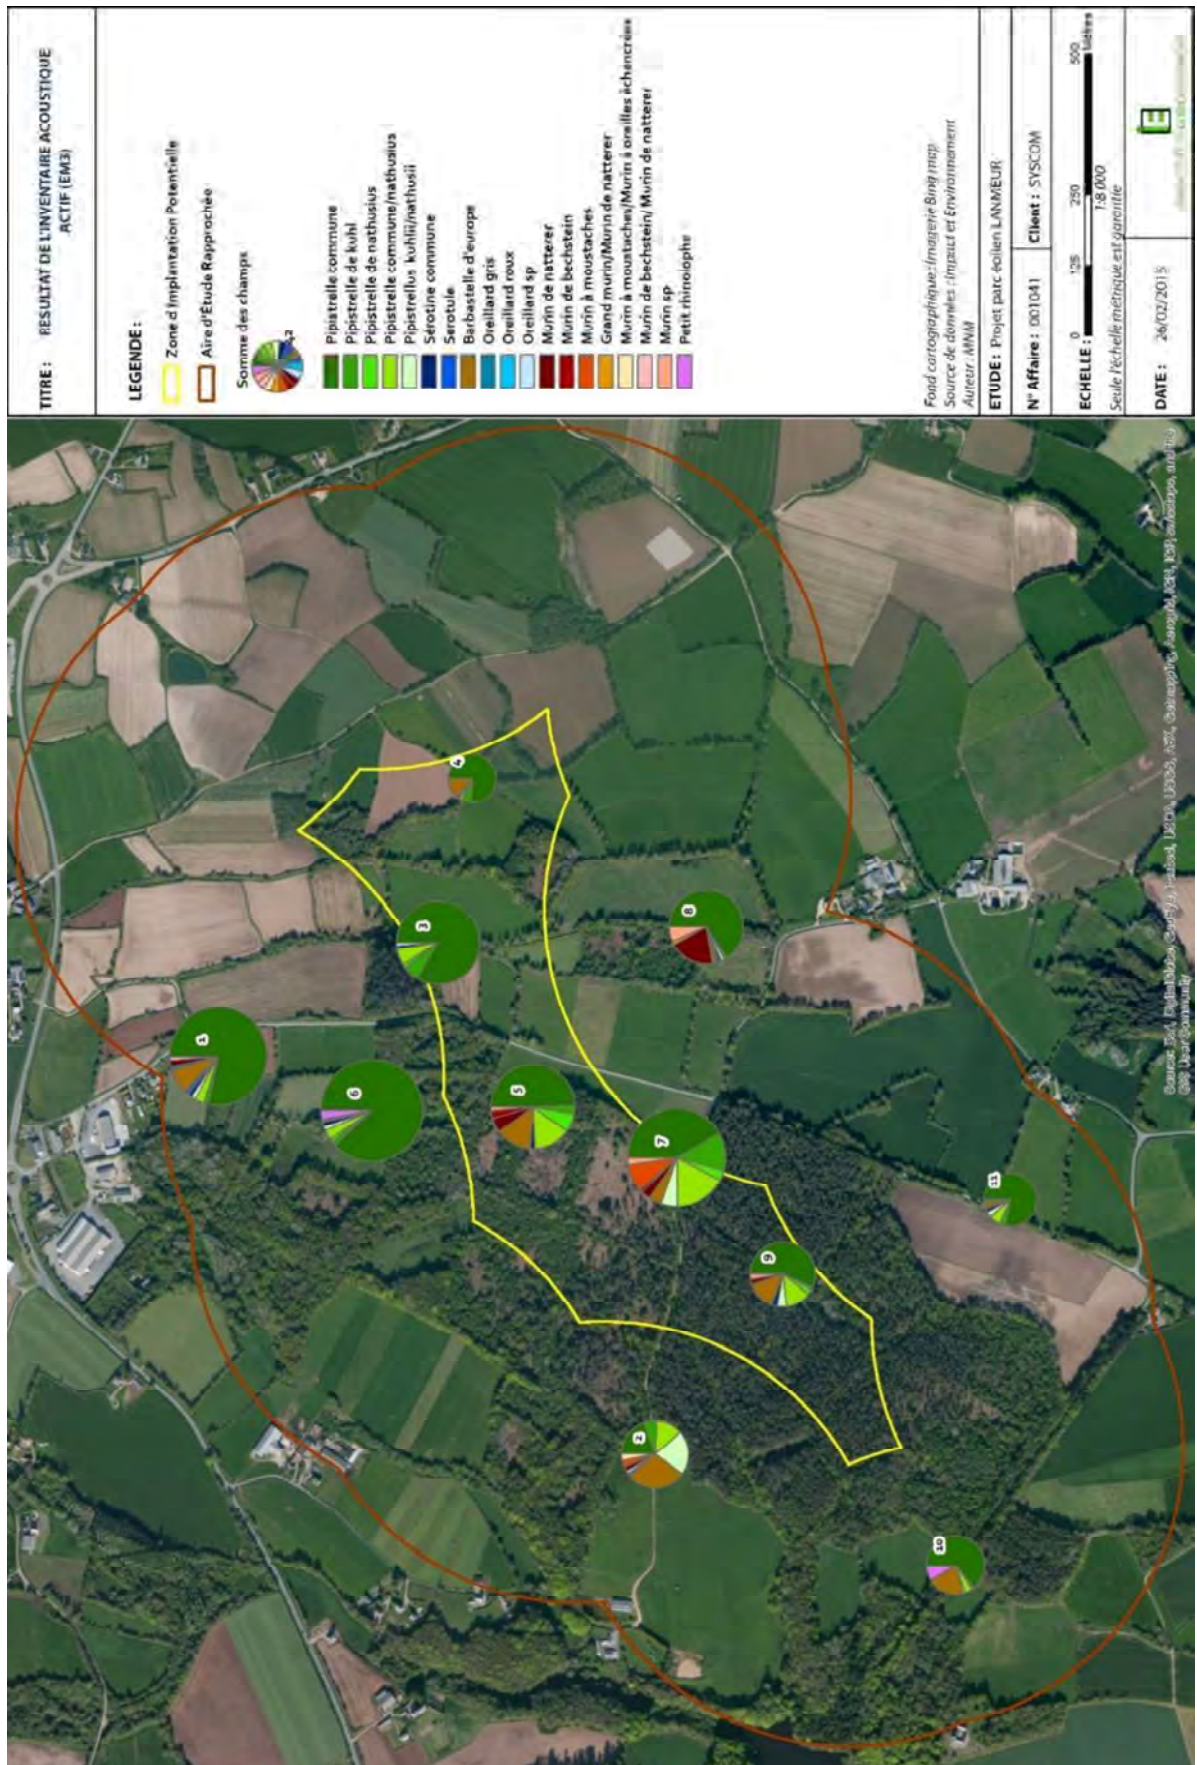 TITRE : RESULTAT DE L'INVENTAIRE ACOUSTIQUE
ACTIF (EM3)
LEGENDE :
Zone d'Implantation Potentielle
Aire d'Étude Rapprochée
Somme des champs
42
Pipistrelle commune
Pipistrelle de kuhl
Pipistrelle de nathusius
Pipistrelle commune/nathusius
Pipistrellus kuhlii/nathusii
Sérotine commune
Serotule
Barbastelle d'europe
Oreillard gris
Oreillard roux
Oreillard sp
Murin de natterer
Murin de bechstein
Murin à moustaches
Grand murin/Murin de natterer
Murin à moustaches/Murin à oreilles échancrées
Murin de bechstein/Murin de natterer
Murin sp
Petit rhinolophe
Fond cartographique : Imagerie Bing map
Source de données : Impact et Environnement
Auteur : MNM
ETUDE : Projet parc éolien LANMEUR
N° Affaire : 001041
Client : SYSCOM
ECHELLE :
0 125 250 500
Mètres
1:8 000
Seule l'échelle métrique est garantie
DATE : 26/02/2015
1
2
3
4
5
6
7
8
9
10
11
GIS User Community